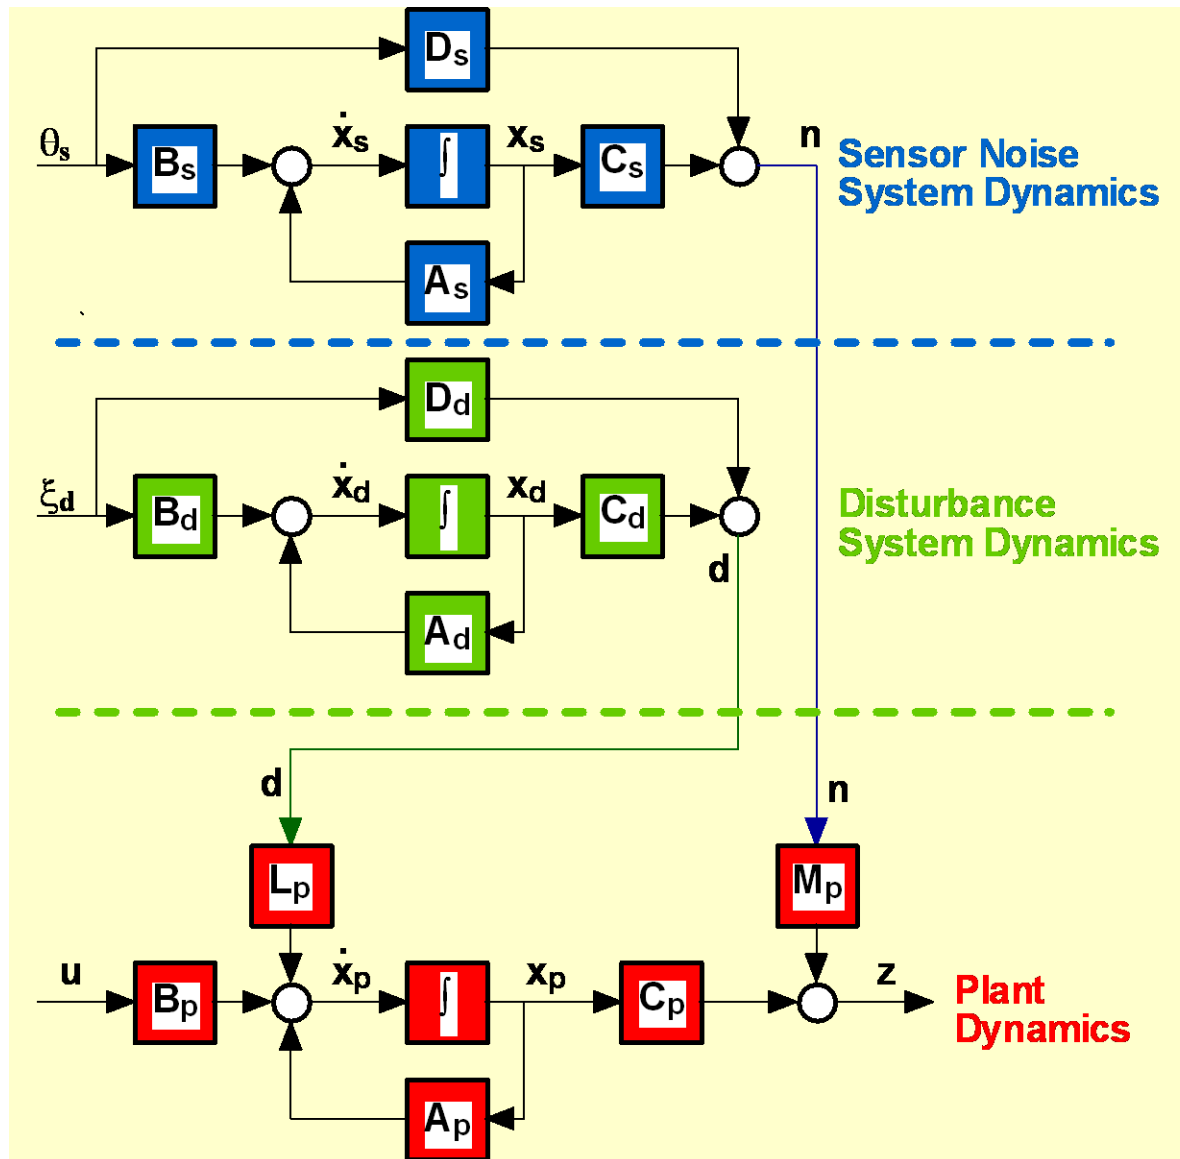 Ds
θs
Bs
ẋs
∫
xs
Cs
n
Sensor Noise
System Dynamics
As
Dd
ξd
Bd
ẋd
∫
xd
Cd
d
Disturbance
System Dynamics
Ad
d
n
Lp
Mp
u
Bp
ẋp
∫
xp
Cp
z
Plant
Dynamics
Ap